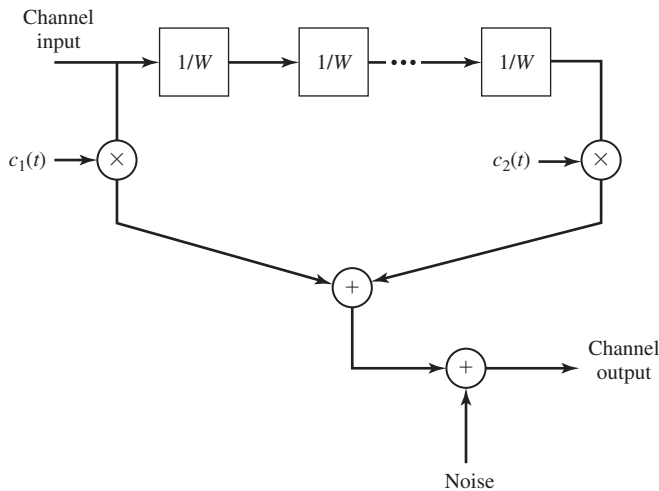 Channel
input
1/W
1/W
•••
1/W
c₁(t)
×
c₂(t)
×
+
+
Channel
output
Noise